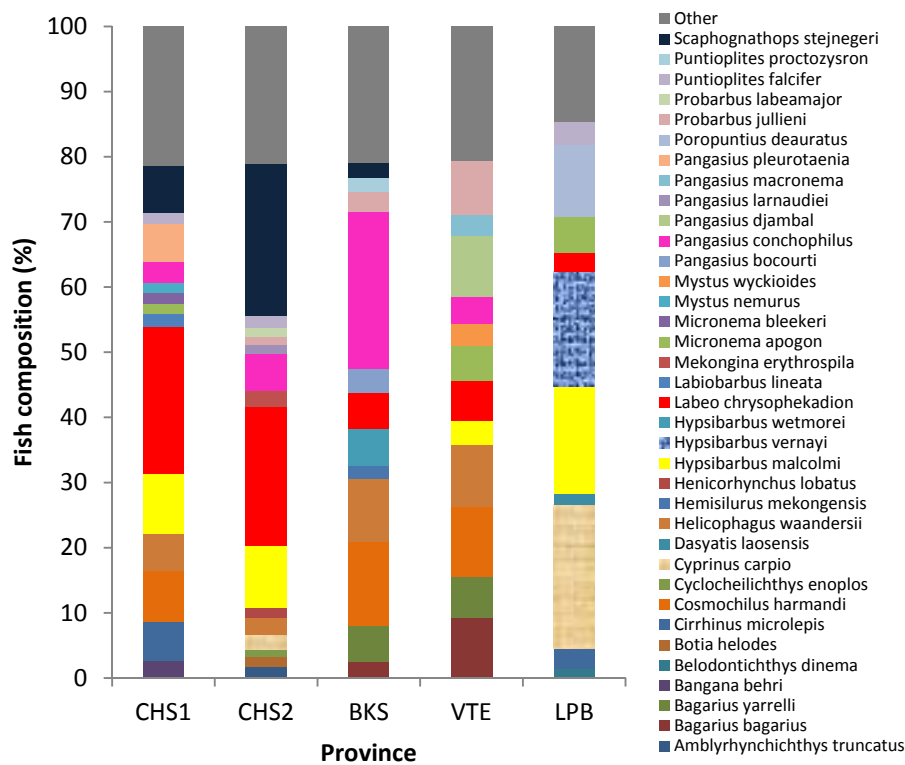 100
90
80
70
60
50
40
30
20
10
0
Fish composition (%)
CHS1 CHS2 BKS VTE LPB
Province
Other
Scaphognathops stejnegeri
Puntioplites proctozysron
Puntioplites falcifer
Probarbus labeamajor
Probarbus jullieni
Poropuntius deauratus
Pangasius pleurotaenia
Pangasius macronema
Pangasius larnaudiei
Pangasius djambal
Pangasius conchophilus
Pangasius bocourti
Mystus wyckioides
Mystus nemurus
Micronema bleekeri
Micronema apogon
Mekongina erythrospila
Labiobarbus lineata
Labeo chrysophekadion
Hypsibarbus wetmorei
Hypsibarbus vernayi
Hypsibarbus malcolmi
Henicorhynchus lobatus
Hemisilurus mekongensis
Helicophagus waandersii
Dasyatis laosensis
Cyprinus carpio
Cyclocheilichthys enoplos
Cosmochilus harmandi
Cirrhinus microlepis
Botia helodes
Belodontichthys dinema
Bangana behri
Bagarius yarrelli
Bagarius bagarius
Amblyrhynchichthys truncatus